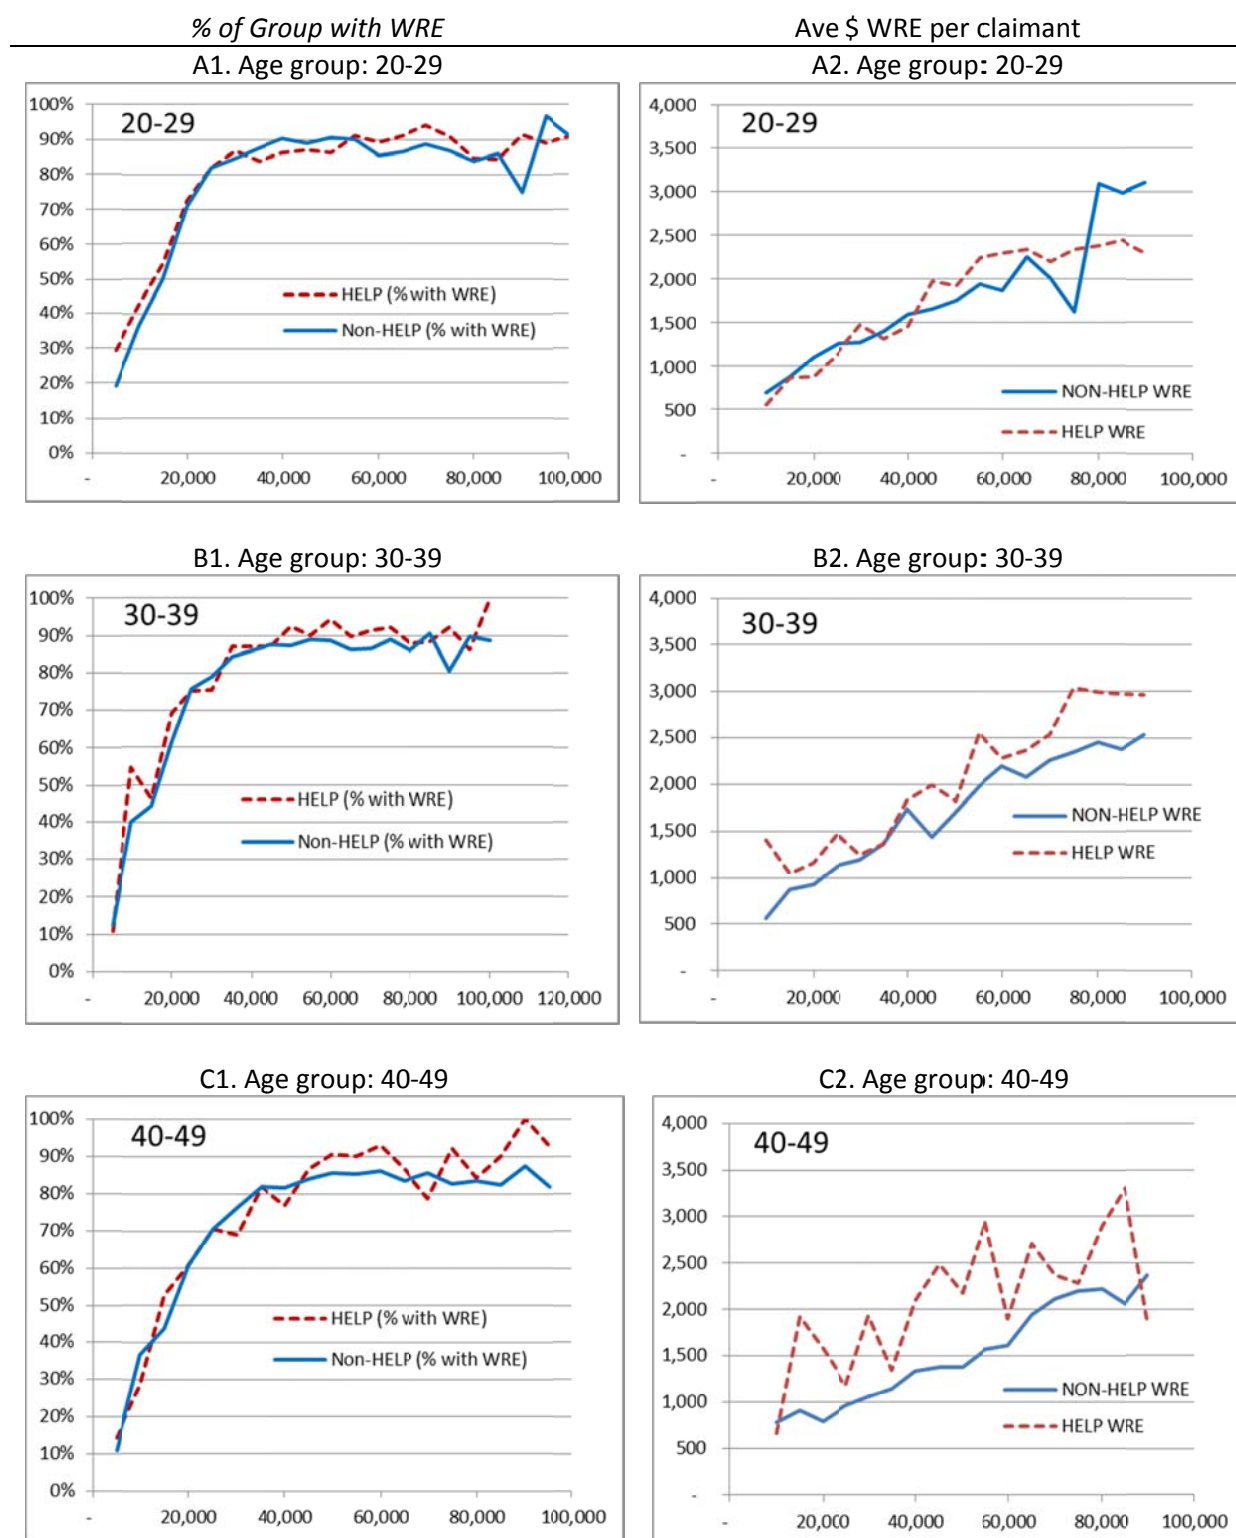 % of Group with WRE
Ave $ WRE per claimant
A1. Age group: 20-29
A2. Age group: 20-29
20-29
100%
90%
80%
70%
60%
50%
40%
30%
20%
10%
0%
HELP (% with WRE)
Non-HELP (% with WRE)
- 20,000 40,000 60,000 80,000 100,000
20-29
4,000
3,500
3,000
2,500
2,000
1,500
1,000
500
-
NON-HELP WRE
HELP WRE
- 20,000 40,000 60,000 80,000 100,000
B1. Age group: 30-39
B2. Age group: 30-39
30-39
100%
90%
80%
70%
60%
50%
40%
30%
20%
10%
0%
HELP (% with WRE)
Non-HELP (% with WRE)
- 20,000 40,000 60,000 80,000 100,000 120,000
30-39
4,000
3,500
3,000
2,500
2,000
1,500
1,000
500
-
NON-HELP WRE
HELP WRE
- 20,000 40,000 60,000 80,000 100,000
C1. Age group: 40-49
C2. Age group: 40-49
40-49
100%
90%
80%
70%
60%
50%
40%
30%
20%
10%
0%
HELP (% with WRE)
Non-HELP (% with WRE)
- 20,000 40,000 60,000 80,000 100,000
40-49
4,000
3,500
3,000
2,500
2,000
1,500
1,000
500
-
NON-HELP WRE
HELP WRE
- 20,000 40,000 60,000 80,000 100,000